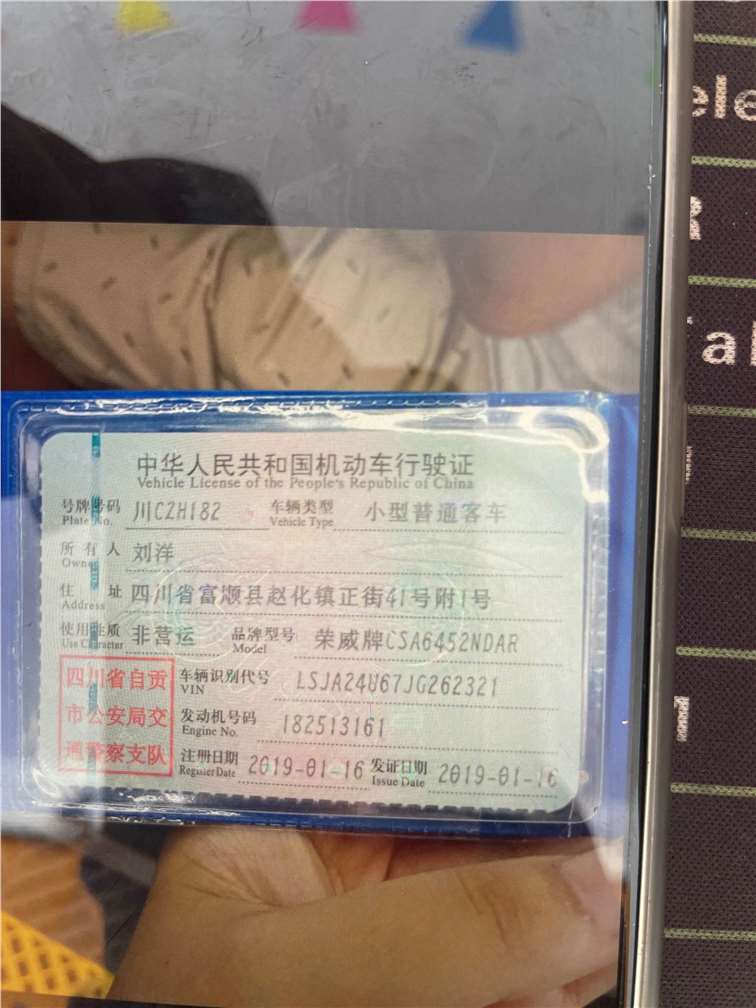 中华人民共和国机动车行驶证
Vehicle License of the People's Republic of China
号牌号码 川CZH182 车辆类型 小型普通客车
Plate No. Vehicle Type
所有人 刘洋
Owner
住址 四川省富顺县赵化镇正街41号附1号
Address
使用性质 非营运 品牌型号 荣威牌CSA6452NDAR
Use Character Model
四川省自贡
市公安局交
通警察支队
车辆识别代号 LSJA24U67JG262321
VIN
发动机号码 182513161
Engine No.
注册日期 2019-01-16 发证日期 2019-01-16
Register Date Issue Date